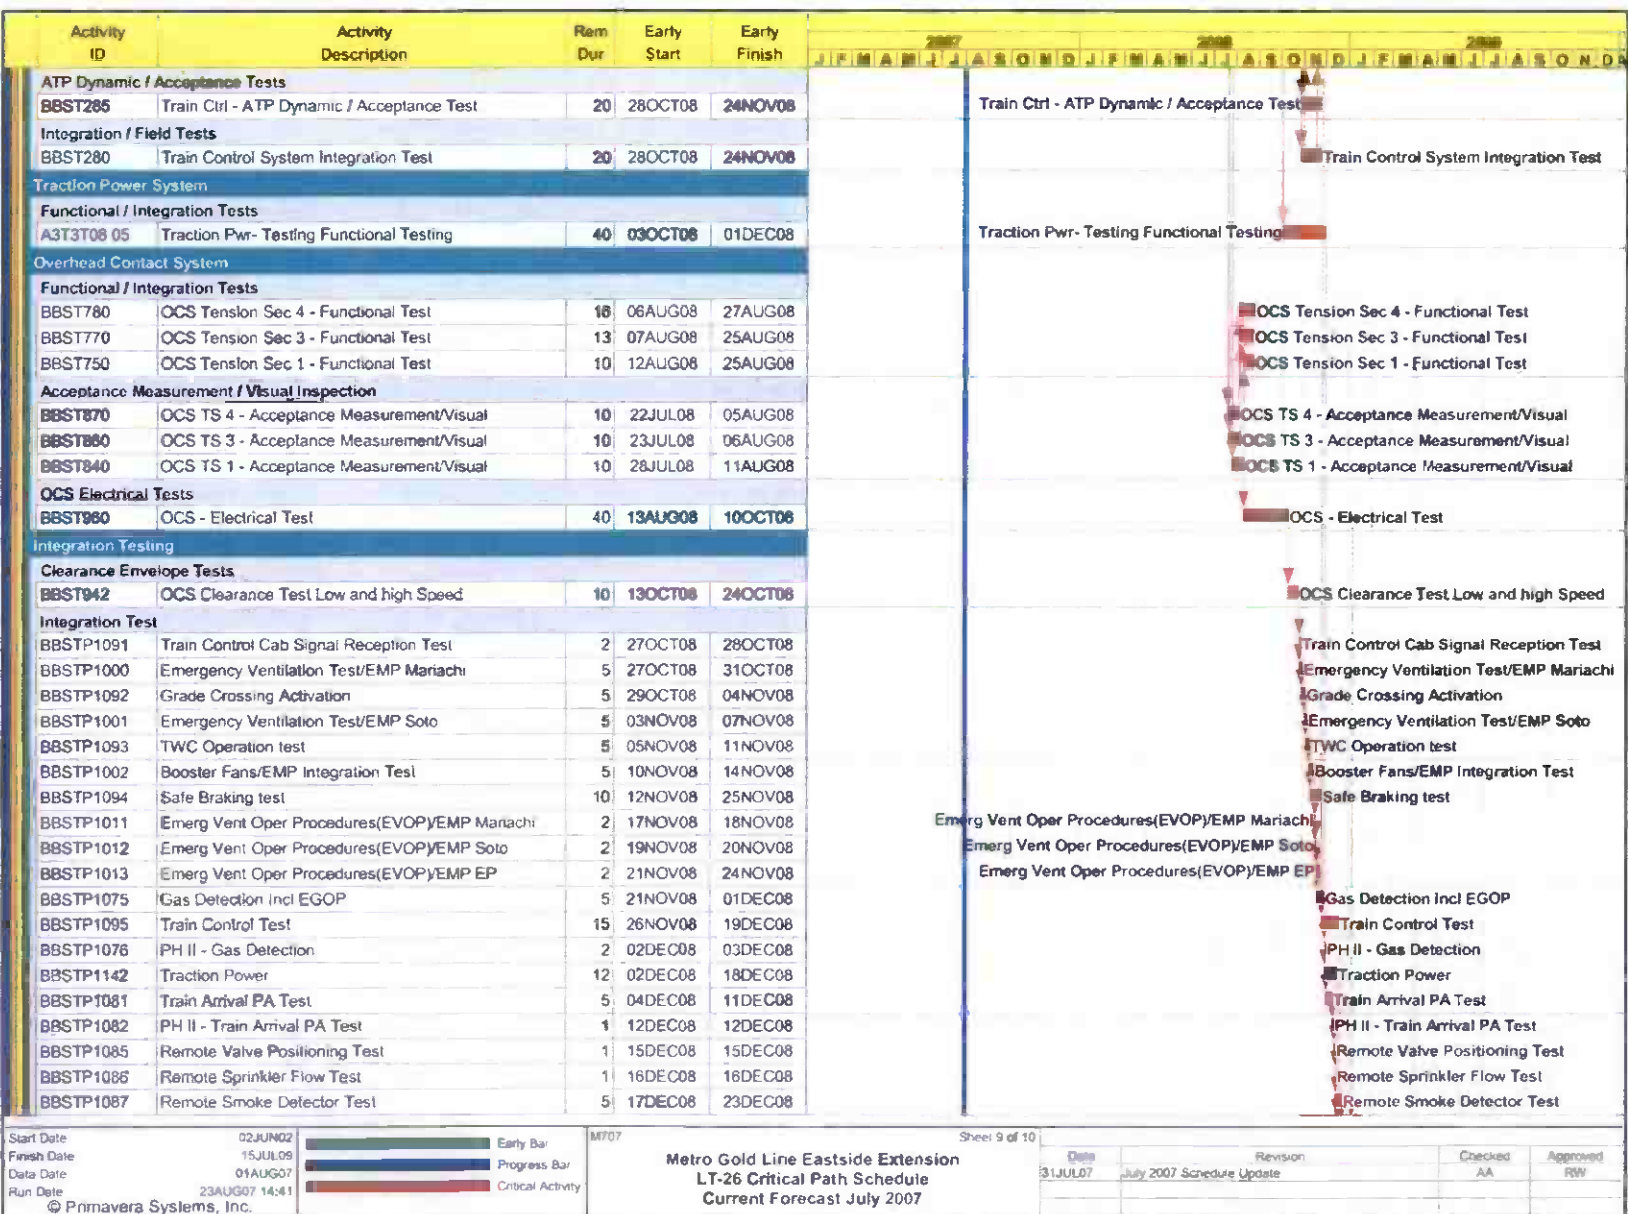 Activity ID Activity Description Rem Dur Early Start Early Finish
2007 2008 2009
J F M A M J J A S O N D J F M A M J J A S O N D J F M A M J J A S O N D
ATP Dynamic / Acceptance Tests
BBST285 Train Ctrl - ATP Dynamic / Acceptance Test 20 28OCT08 24NOV08 Train Ctrl - ATP Dynamic / Acceptance Test
Integration / Field Tests
BBST280 Train Control System Integration Test 20 28OCT08 24NOV08 Train Control System Integration Test
Traction Power System
Functional / Integration Tests
A3T3T08 05 Traction Pwr- Testing Functional Testing 40 03OCT08 01DEC08 Traction Pwr- Testing Functional Testing
Overhead Contact System
Functional / Integration Tests
BBST780 OCS Tension Sec 4 - Functional Test 16 06AUG08 27AUG08 OCS Tension Sec 4 - Functional Test
BBST770 OCS Tension Sec 3 - Functional Test 13 07AUG08 25AUG08 OCS Tension Sec 3 - Functional Test
BBST750 OCS Tension Sec 1 - Functional Test 10 12AUG08 25AUG08 OCS Tension Sec 1 - Functional Test
Acceptance Measurement / Visual Inspection
BBST870 OCS TS 4 - Acceptance Measurement/Visual 10 22JUL08 05AUG08 OCS TS 4 - Acceptance Measurement/Visual
BBST860 OCS TS 3 - Acceptance Measurement/Visual 10 23JUL08 06AUG08 OCS TS 3 - Acceptance Measurement/Visual
BBST840 OCS TS 1 - Acceptance Measurement/Visual 10 28JUL08 11AUG08 OCS TS 1 - Acceptance Measurement/Visual
OCS Electrical Tests
BBST960 OCS - Electrical Test 40 13AUG08 10OCT08 OCS - Electrical Test
Integration Testing
Clearance Envelope Tests
BBST942 OCS Clearance Test Low and high Speed 10 13OCT08 24OCT08 OCS Clearance Test Low and high Speed
Integration Test
BBSTP1091 Train Control Cab Signal Reception Test 2 27OCT08 28OCT08 Train Control Cab Signal Reception Test
BBSTP1000 Emergency Ventilation Test/EMP Mariachi 5 27OCT08 31OCT08 Emergency Ventilation Test/EMP Mariachi
BBSTP1092 Grade Crossing Activation 5 29OCT08 04NOV08 Grade Crossing Activation
BBSTP1001 Emergency Ventilation Test/EMP Soto 5 03NOV08 07NOV08 Emergency Ventilation Test/EMP Soto
BBSTP1093 TWC Operation test 5 05NOV08 11NOV08 TWC Operation test
BBSTP1002 Booster Fans/EMP Integration Test 5 10NOV08 14NOV08 Booster Fans/EMP Integration Test
BBSTP1094 Safe Braking test 10 12NOV08 25NOV08 Safe Braking test
BBSTP1011 Emerg Vent Oper Procedures(EVOP)/EMP Mariachi 2 17NOV08 18NOV08 Emerg Vent Oper Procedures(EVOP)/EMP Mariachi
BBSTP1012 Emerg Vent Oper Procedures(EVOP)/EMP Soto 2 19NOV08 20NOV08 Emerg Vent Oper Procedures(EVOP)/EMP Soto
BBSTP1013 Emerg Vent Oper Procedures(EVOP)/EMP EP 2 21NOV08 24NOV08 Emerg Vent Oper Procedures(EVOP)/EMP EP
BBSTP1075 Gas Detection Incl EGOP 5 21NOV08 01DEC08 Gas Detection Incl EGOP
BBSTP1095 Train Control Test 15 26NOV08 19DEC08 Train Control Test
BBSTP1076 PH II - Gas Detection 2 02DEC08 03DEC08 PH II - Gas Detection
BBSTP1142 Traction Power 12 02DEC08 18DEC08 Traction Power
BBSTP1081 Train Arrival PA Test 5 04DEC08 11DEC08 Train Arrival PA Test
BBSTP1082 PH II - Train Arrival PA Test 1 12DEC08 12DEC08 PH II - Train Arrival PA Test
BBSTP1085 Remote Valve Positioning Test 1 15DEC08 15DEC08 Remote Valve Positioning Test
BBSTP1086 Remote Sprinkler Flow Test 1 16DEC08 16DEC08 Remote Sprinkler Flow Test
BBSTP1087 Remote Smoke Detector Test 5 17DEC08 23DEC08 Remote Smoke Detector Test
Start Date 02JUN02
Finish Date 15JUL09
Data Date 01AUG07
Run Date 23AUG07 14:41
© Primavera Systems, Inc.
Early Bar
Progress Bar
Critical Activity
M707
Sheet 9 of 10
Metro Gold Line Eastside Extension
LT-26 Critical Path Schedule
Current Forecast July 2007
Date Revision Checked Approved
31JUL07 July 2007 Schedule Update AA RW